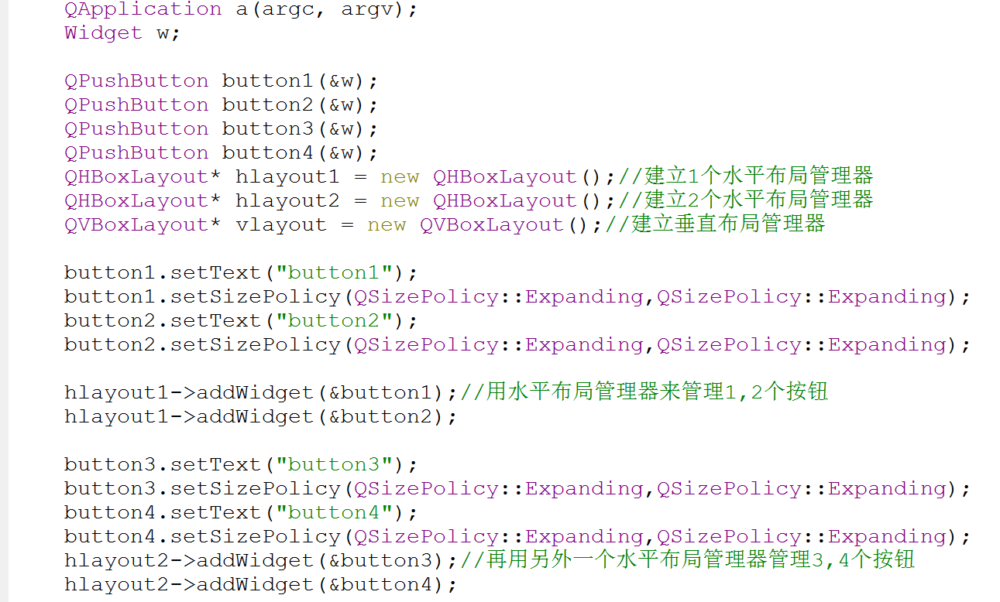 QApplication a(argc, argv);
Widget w;
QPushButton button1(&w);
QPushButton button2(&w);
QPushButton button3(&w);
QPushButton button4(&w);
QHBoxLayout* hlayout1 = new QHBoxLayout();//建立1个水平布局管理器
QHBoxLayout* hlayout2 = new QHBoxLayout();//建立2个水平布局管理器
QVBoxLayout* vlayout = new QVBoxLayout();//建立垂直布局管理器
button1.setText("button1");
button1.setSizePolicy(QSizePolicy::Expanding,QSizePolicy::Expanding);
button2.setText("button2");
button2.setSizePolicy(QSizePolicy::Expanding,QSizePolicy::Expanding);
hlayout1->addWidget(&button1);//用水平布局管理器来管理1,2个按钮
hlayout1->addWidget(&button2);
button3.setText("button3");
button3.setSizePolicy(QSizePolicy::Expanding,QSizePolicy::Expanding);
button4.setText("button4");
button4.setSizePolicy(QSizePolicy::Expanding,QSizePolicy::Expanding);
hlayout2->addWidget(&button3);//再用另外一个水平布局管理器管理3,4个按钮
hlayout2->addWidget(&button4);